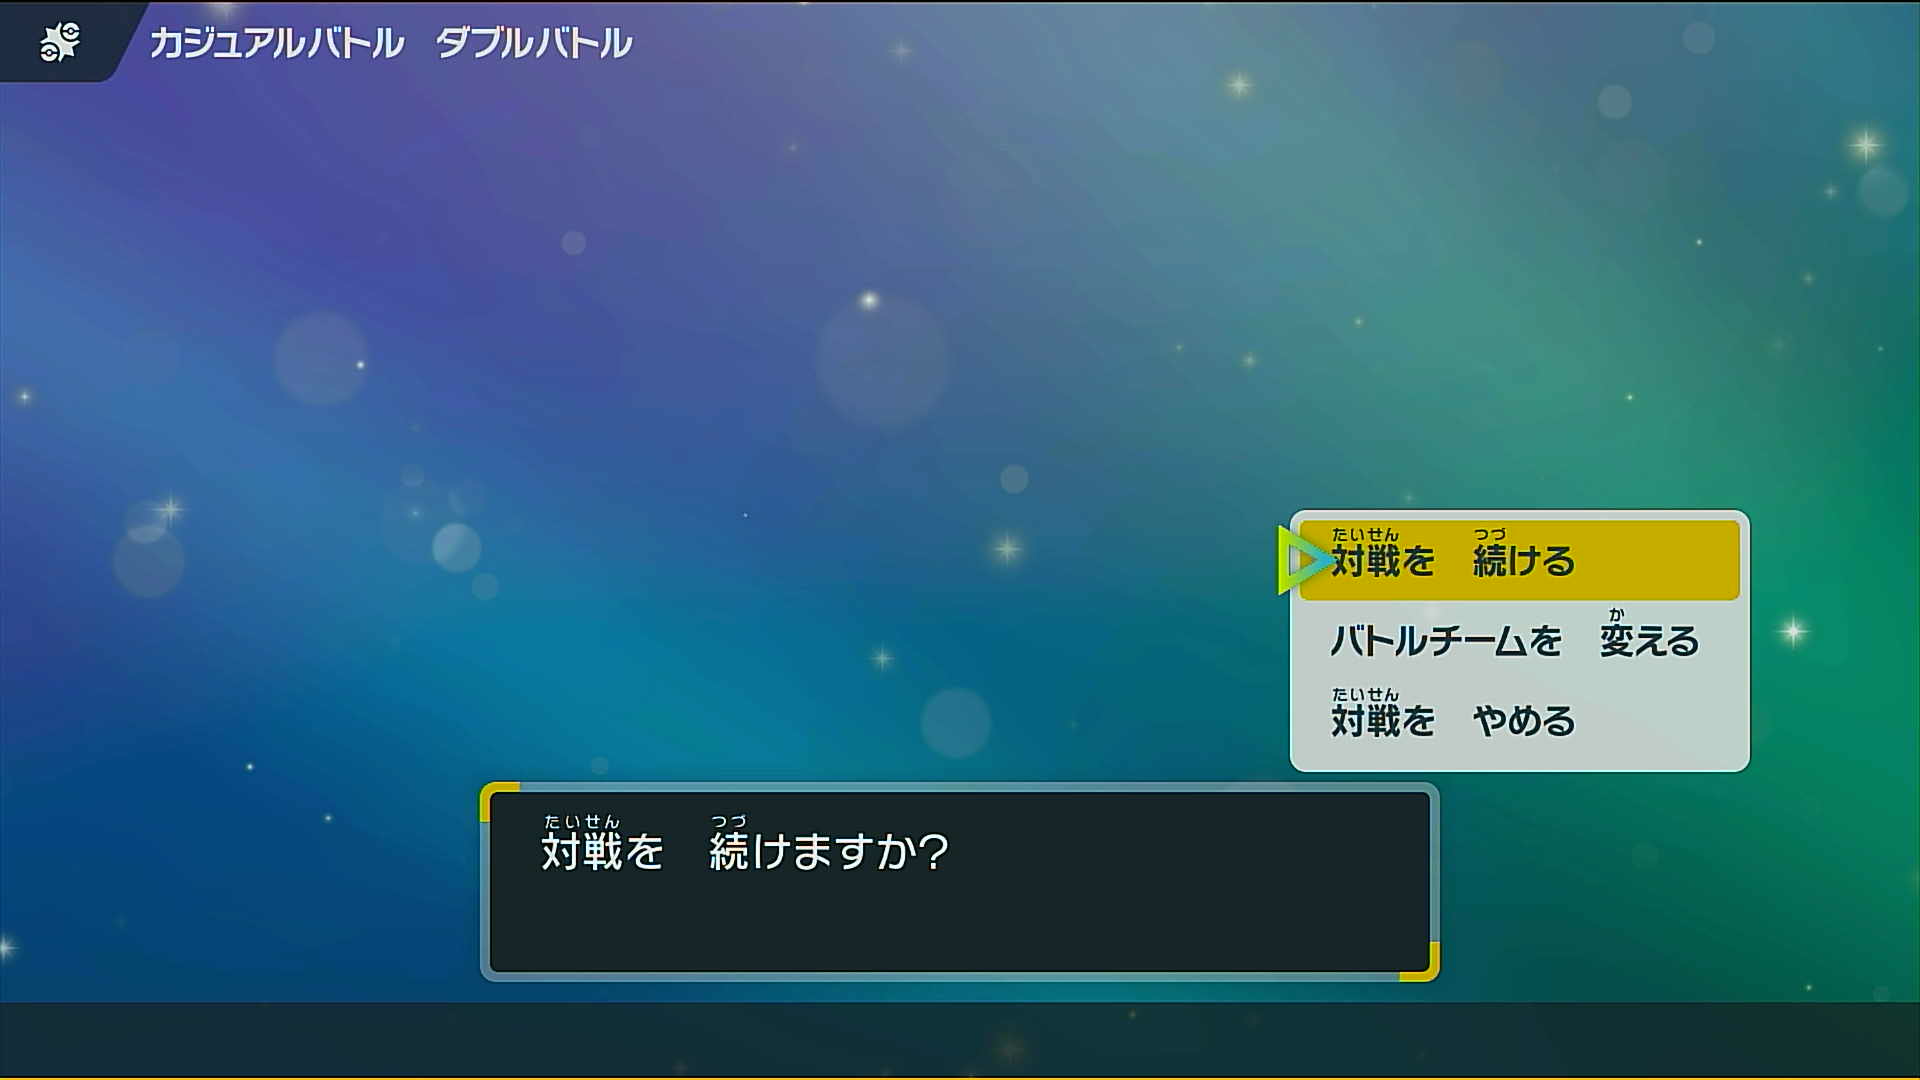 カジュアルバトル　ダブルバトル
たいせん　つづ
対戦を　続ける
か
バトルチームを　変える
たいせん
対戦を　やめる
たいせん　つづ
対戦を　続けますか?